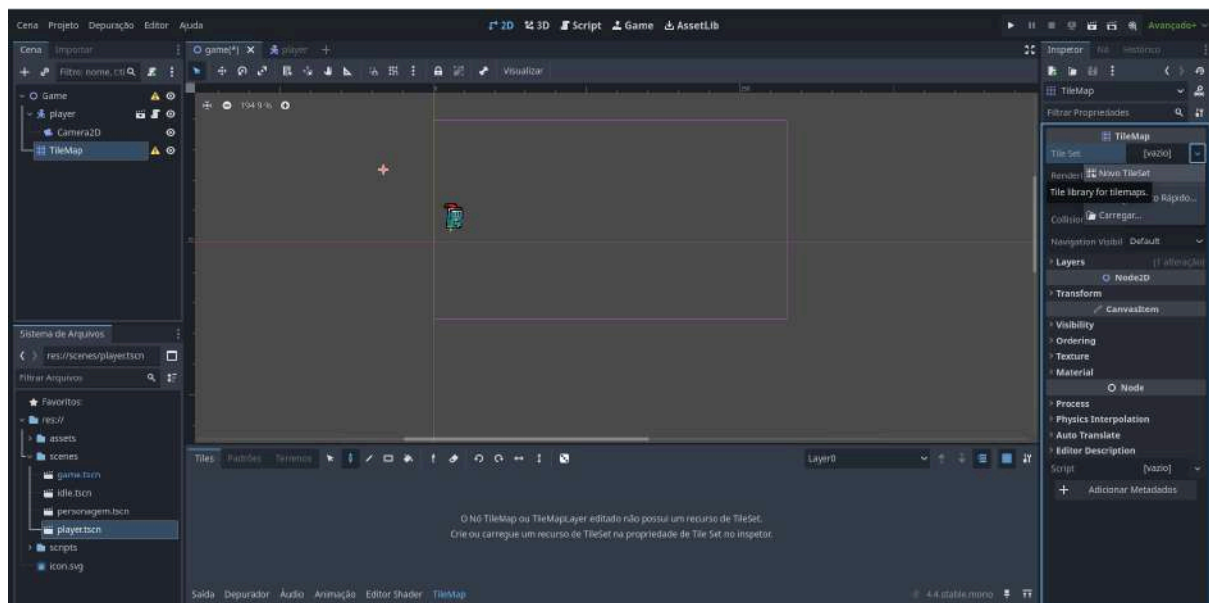 Cena Projeto Depuração Editor Ajuda
2D 3D Script Game AssetLib
Avançado+
Cena Importar
game(*) player
Inspetor Nó Histórico
Filtro: nome, cti
Visualizar
TileMap
Game
194.9 %
Filtrar Propriedades
player
Camera2D
TileMap
TileMap
Tile Set [vazio]
Novo TileSet
Tile library for tilemaps.
o Rápido...
Carregar...
Navigation Visibil Default
Layers (1 alteração)
Node2D
Transform
CanvasItem
Visibility
Ordering
Texture
Material
Node
Process
Physics Interpolation
Auto Translate
Editor Description
Script [vazio]
Adicionar Metadados
Sistema de Arquivos
res://scenes/player.tscn
Filtrar Arquivos
Favoritos:
res://
assets
scenes
game.tscn
idle.tscn
personagem.tscn
player.tscn
scripts
icon.svg
Tiles Padrões Terrenos
Layer0
O Nó TileMap ou TileMapLayer editado não possui um recurso de TileSet.
Crie ou carregue um recurso de TileSet na propriedade de Tile Set no inspetor.
Saída Depurador Áudio Animação Editor Shader TileMap
4.4.stable.mono